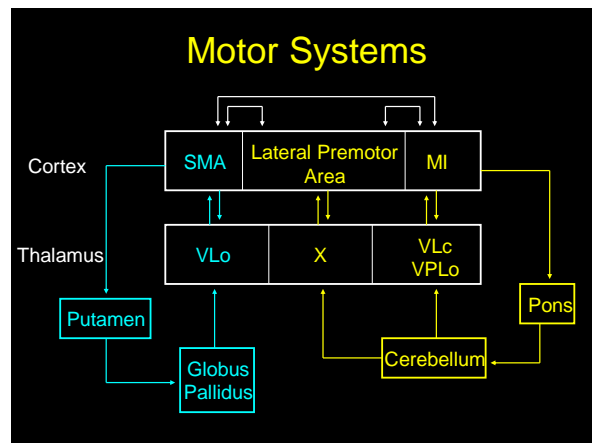 Motor Systems
Cortex
SMA
Lateral Premotor
Area
MI
Thalamus
VLo
X
VLc
VPLo
Putamen
Pons
Globus
Pallidus
Cerebellum